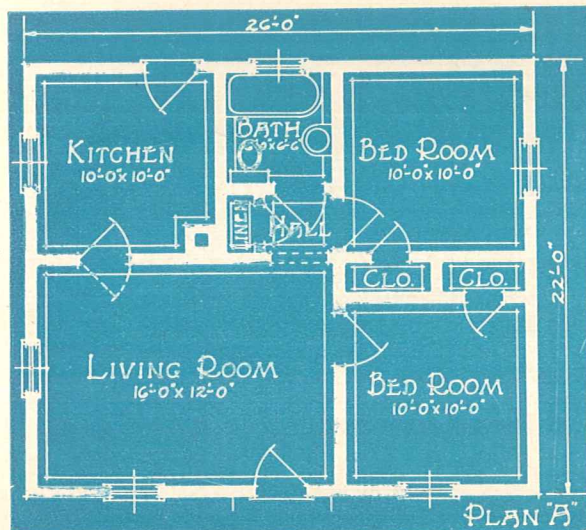 26'-0"
KITCHEN
10'-0" x 10'-0"
BATH
BED ROOM
10'-0" x 10'-0"
LINEN
HALL
CLO.
CLO.
22'-0"
LIVING ROOM
16'-0" x 12'-0"
BED ROOM
10'-0" x 10'-0"
PLAN "A"